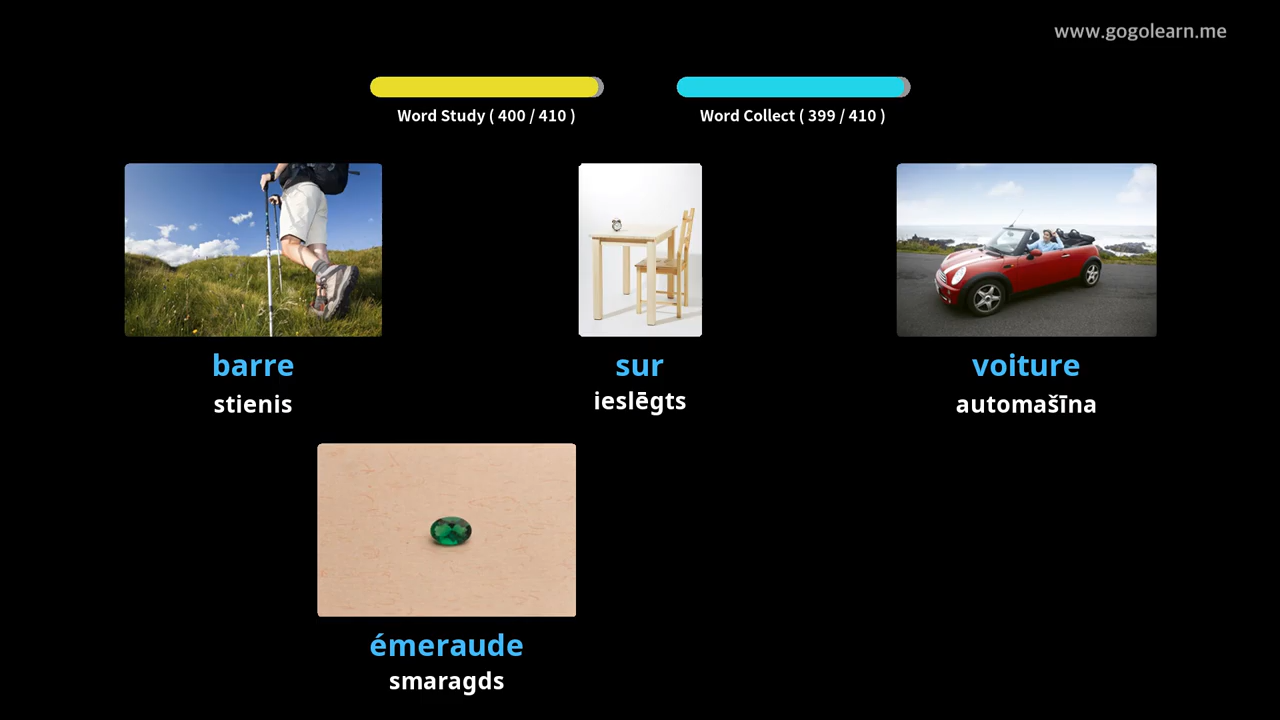 www.gogolearn.me
Word Study ( 400 / 410 )
Word Collect ( 399 / 410 )
barre
stienis
sur
ieslēgts
voiture
automašīna
émeraude
smaragds